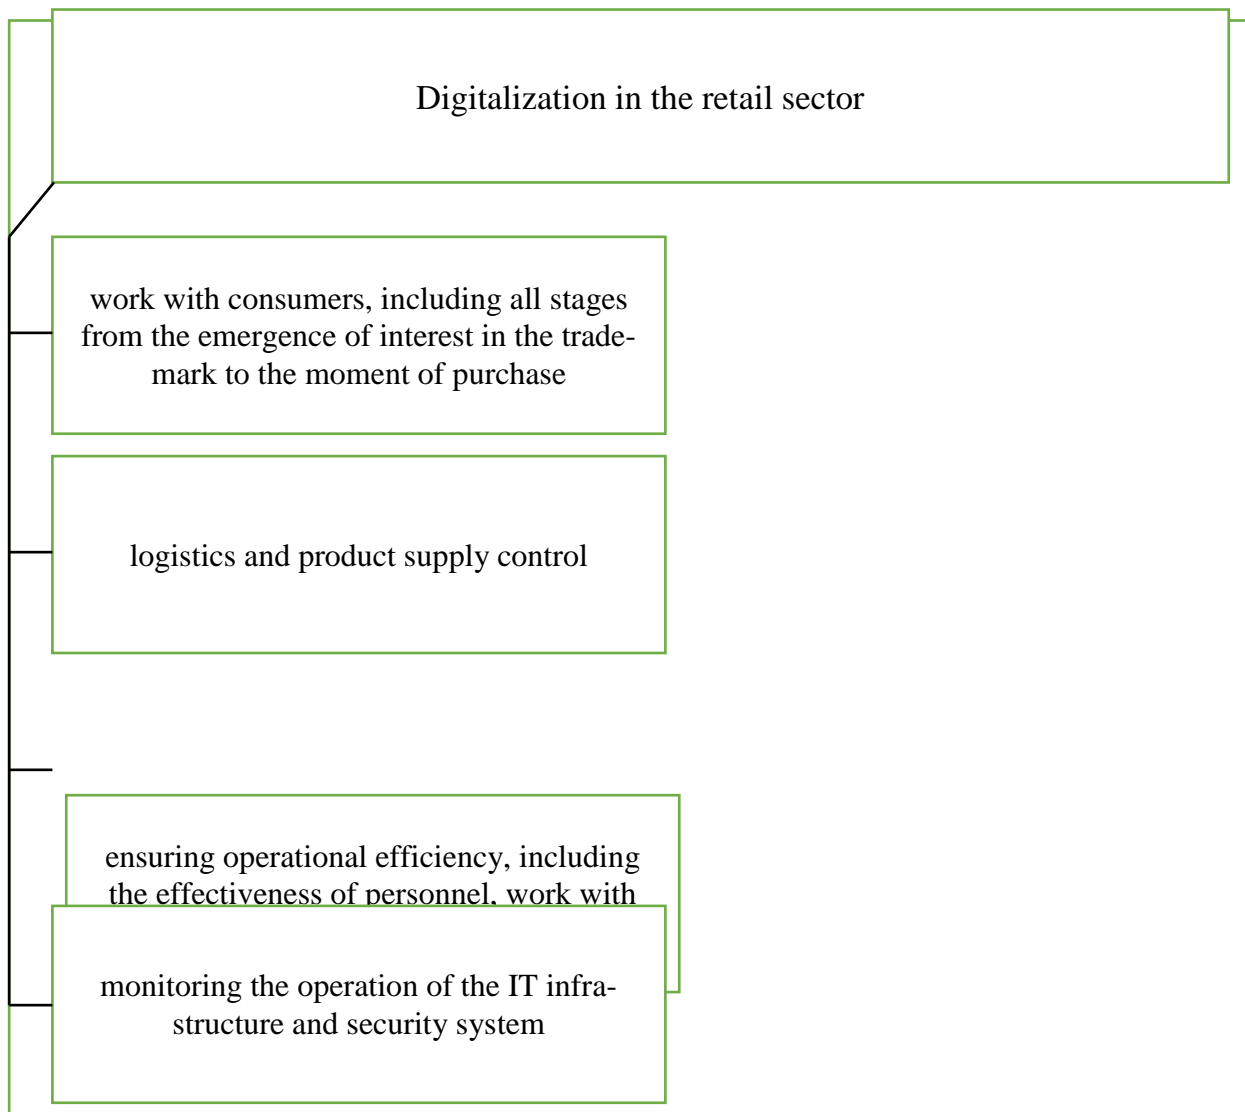 Digitalization in the retail sector
work with consumers, including all stages
from the emergence of interest in the trade-
mark to the moment of purchase
logistics and product supply control
ensuring operational efficiency, including
the effectiveness of personnel, work with
monitoring the operation of the IT infra-
structure and security system